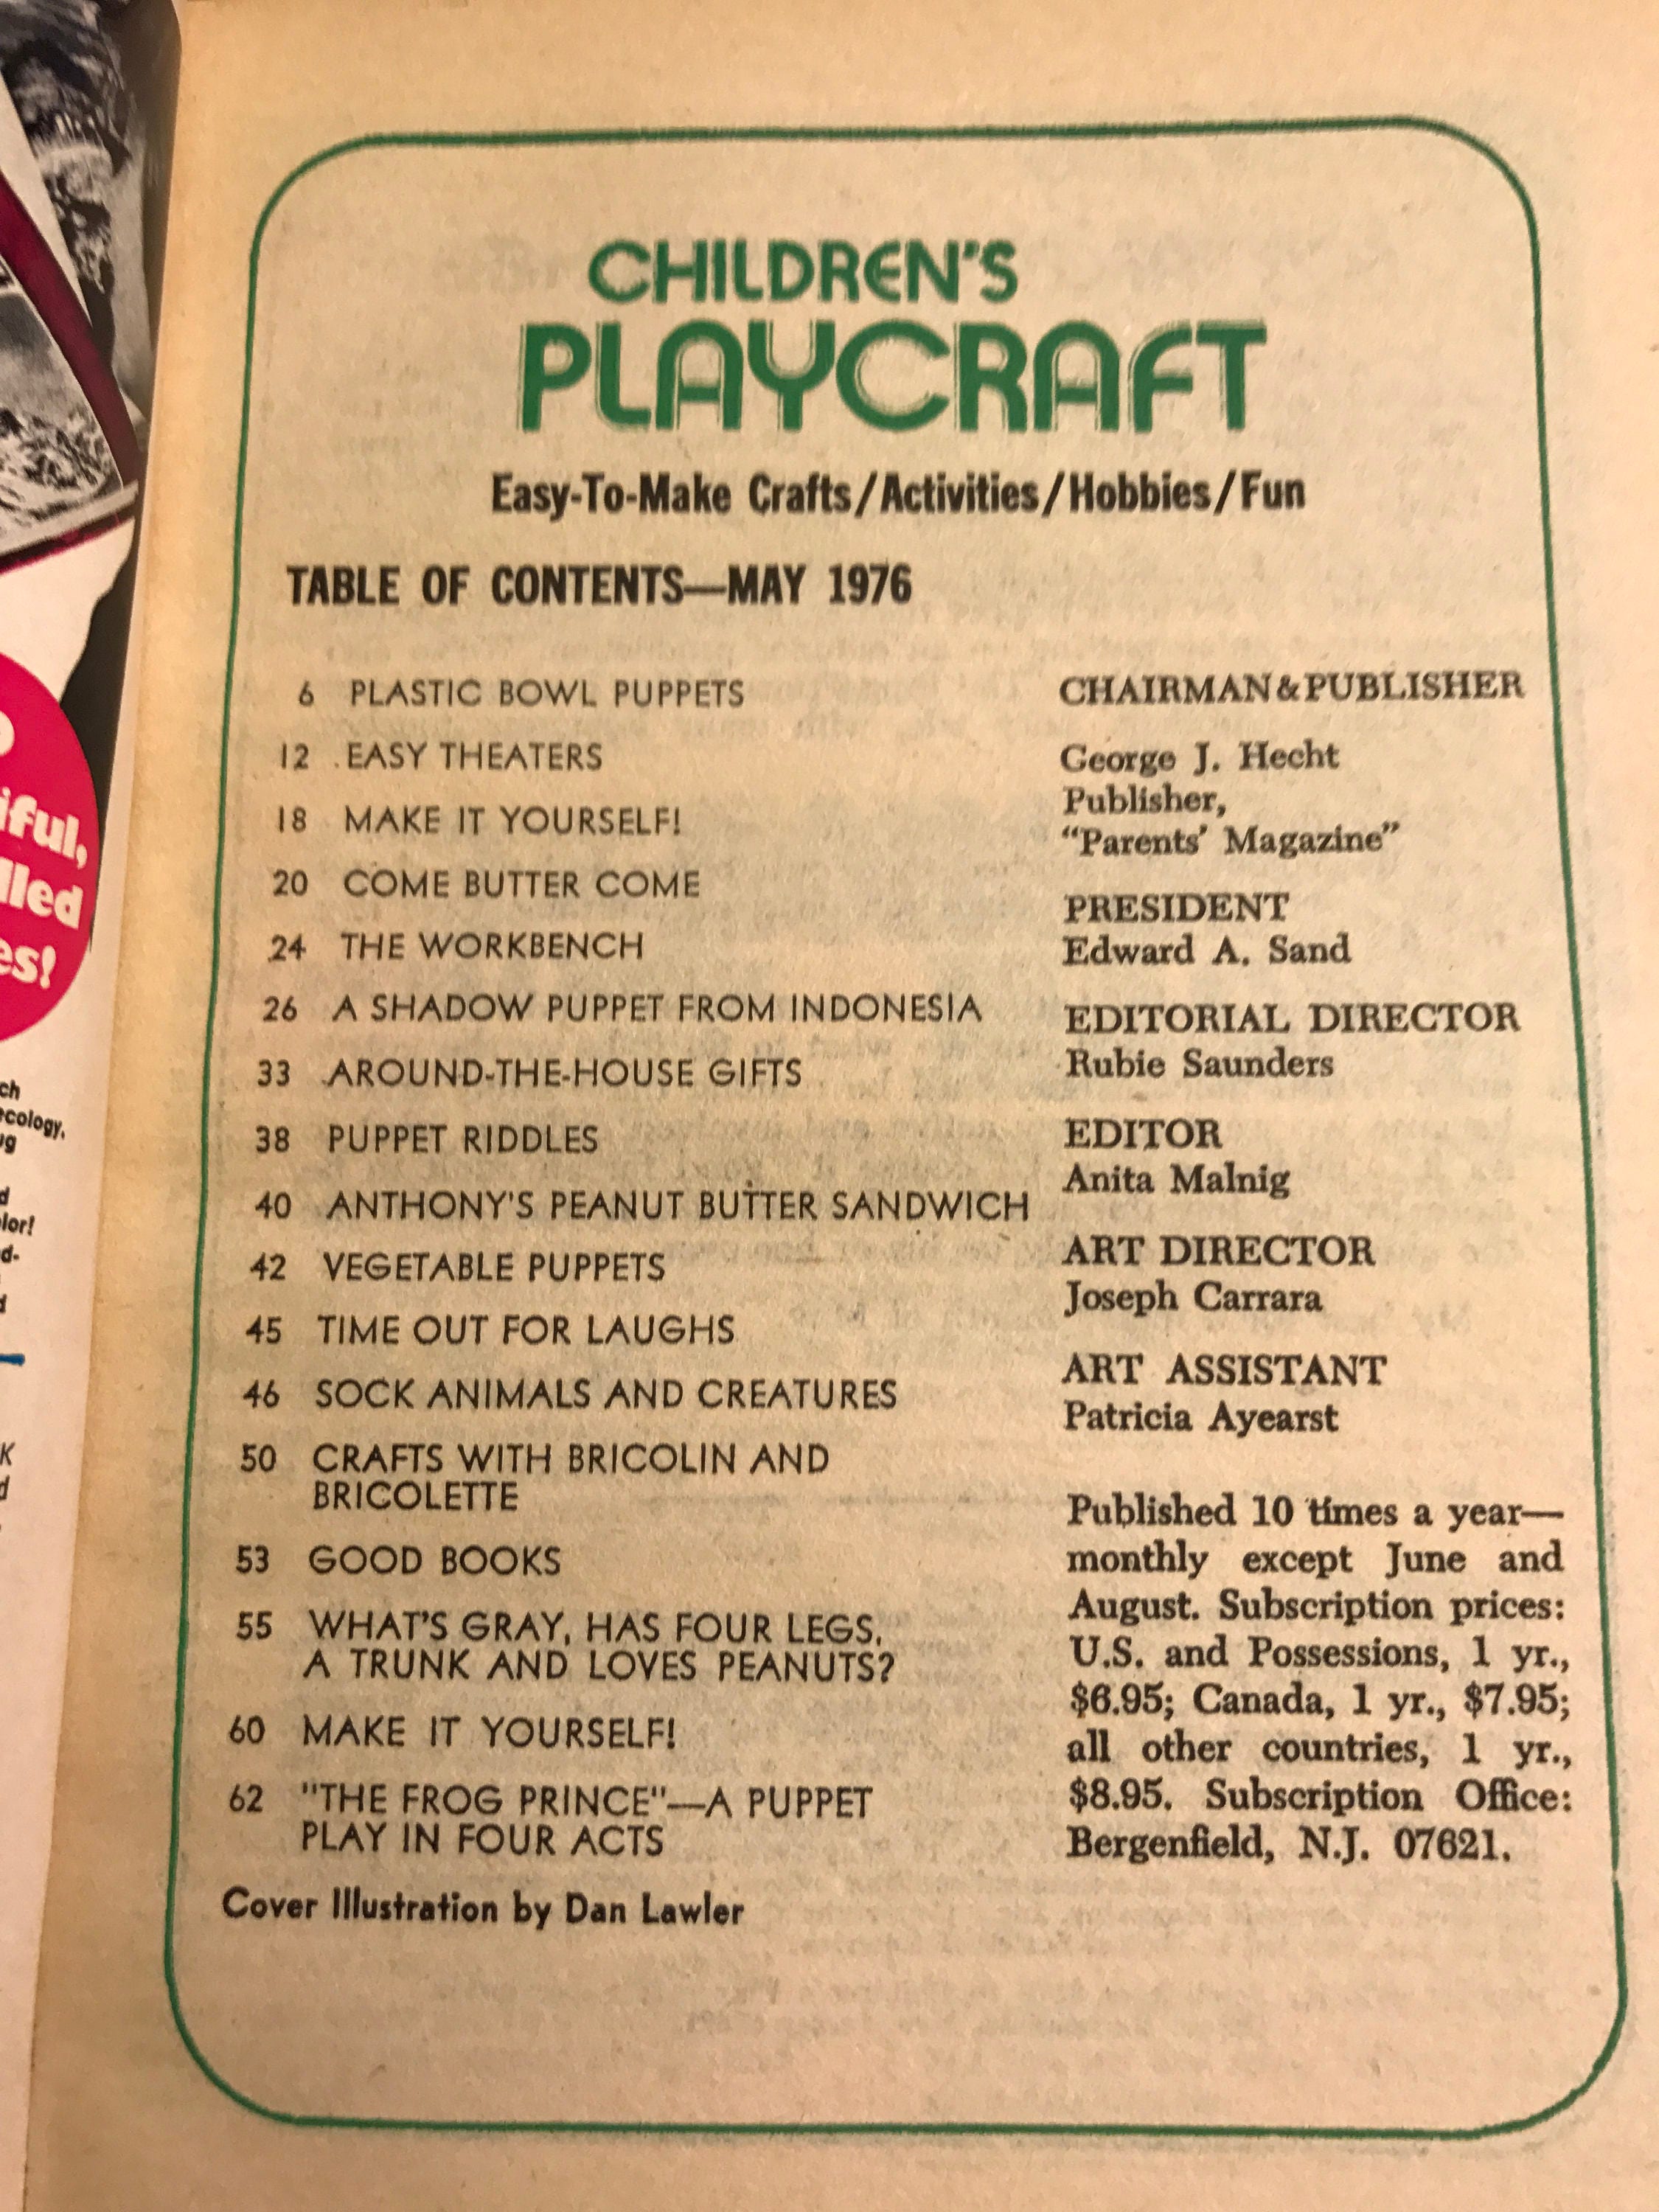 CHILDREN'S
PLAYCRAFT
Easy-To-Make Crafts/Activities/Hobbies/Fun
TABLE OF CONTENTS—MAY 1976
6 PLASTIC BOWL PUPPETS
12 EASY THEATERS
18 MAKE IT YOURSELF!
20 COME BUTTER COME
24 THE WORKBENCH
26 A SHADOW PUPPET FROM INDONESIA
33 AROUND-THE-HOUSE GIFTS
38 PUPPET RIDDLES
40 ANTHONY'S PEANUT BUTTER SANDWICH
42 VEGETABLE PUPPETS
45 TIME OUT FOR LAUGHS
46 SOCK ANIMALS AND CREATURES
50 CRAFTS WITH BRICOLIN AND
BRICOLETTE
53 GOOD BOOKS
55 WHAT'S GRAY, HAS FOUR LEGS,
A TRUNK AND LOVES PEANUTS?
60 MAKE IT YOURSELF!
62 "THE FROG PRINCE"—A PUPPET
PLAY IN FOUR ACTS
Cover Illustration by Dan Lawler
CHAIRMAN & PUBLISHER
George J. Hecht
Publisher,
"Parents' Magazine"
PRESIDENT
Edward A. Sand
EDITORIAL DIRECTOR
Rubie Saunders
EDITOR
Anita Malnig
ART DIRECTOR
Joseph Carrara
ART ASSISTANT
Patricia Ayearst
Published 10 times a year—
monthly except June and
August. Subscription prices:
U.S. and Possessions, 1 yr.,
$6.95; Canada, 1 yr., $7.95;
all other countries, 1 yr.,
$8.95. Subscription Office:
Bergenfield, N.J. 07621.